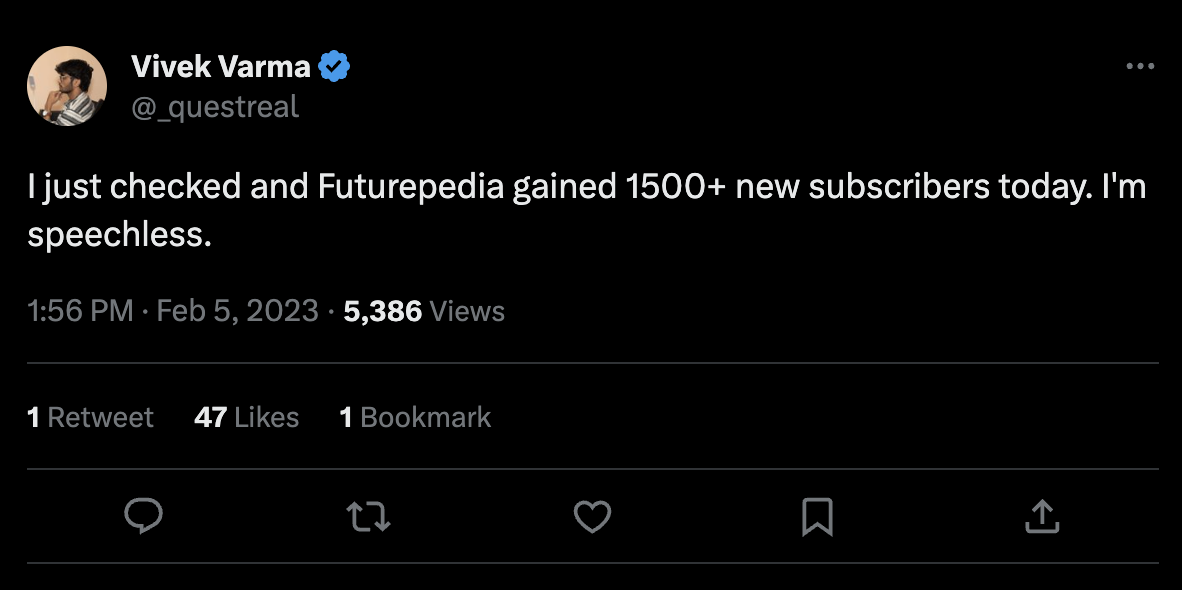 Vivek Varma
@_questreal
I just checked and Futurepedia gained 1500+ new subscribers today. I'm
speechless.
1:56 PM · Feb 5, 2023 · 5,386 Views
1 Retweet 47 Likes 1 Bookmark